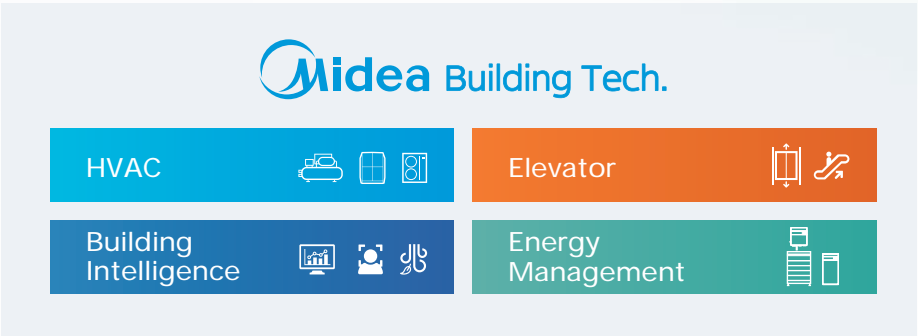 Midea Building Tech.
HVAC
Elevator
Building
Intelligence
Energy
Management